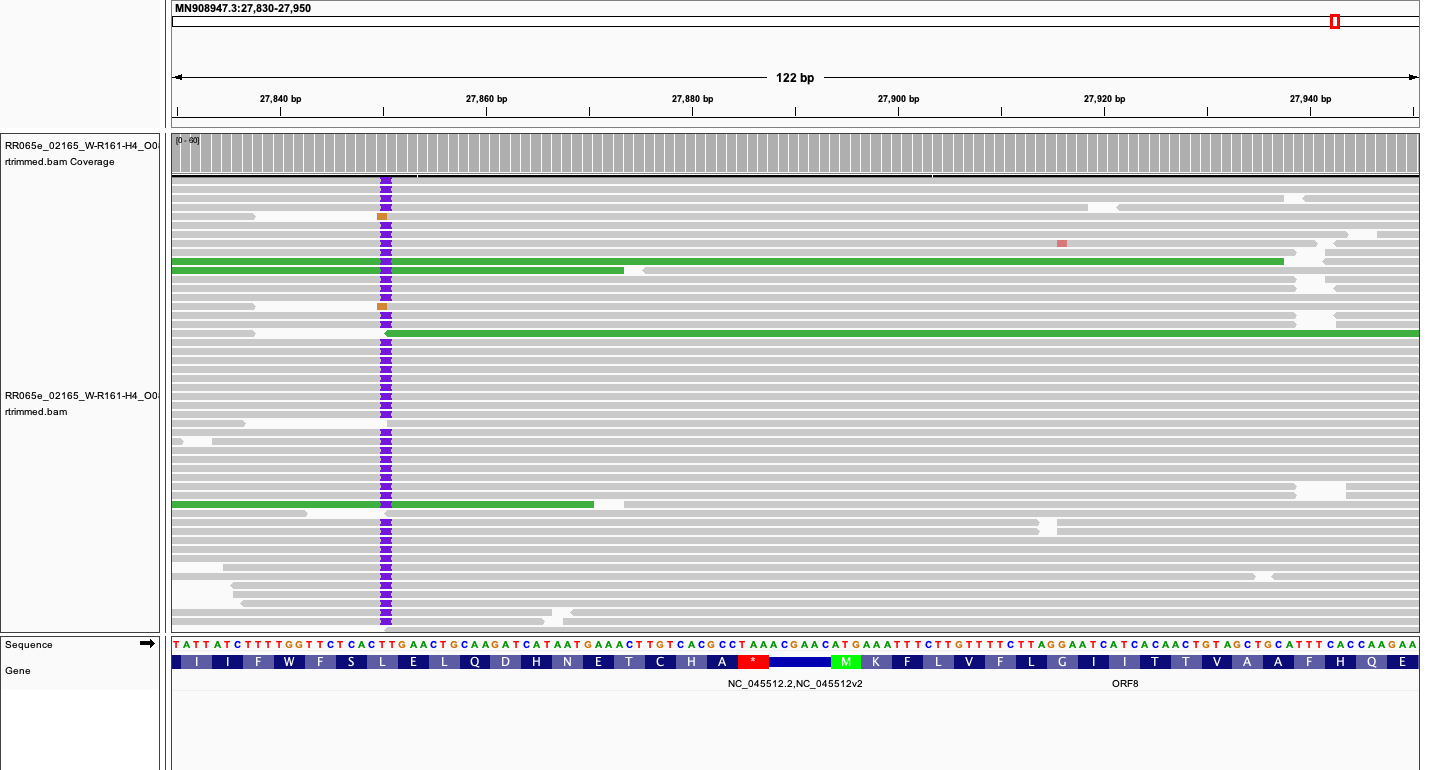 MN908947.3:27,830-27,950
122 bp
27,840 bp 27,860 bp 27,880 bp 27,900 bp 27,920 bp 27,940 bp
[0 - 60]
RR065e_02165_W-R161-H4_O0
rtrimmed.bam Coverage
RR065e_02165_W-R161-H4_O0
rtrimmed.bam
Sequence
TATTATCTTTTGGTTCTCACTTGAACTGCAAGATCATAATGAAACTTGTCACGCCTAAACGAACATGAAATTTCTTGTTTTCTTAGGAATCATCACAACTGTAGCTGCATTTCACCAAGAA
Gene
I I F W F S L E L Q D H N E T C H A * M K F L V F L G I I T T V A A F H Q E
NC_045512.2,NC_045512v2 ORF8